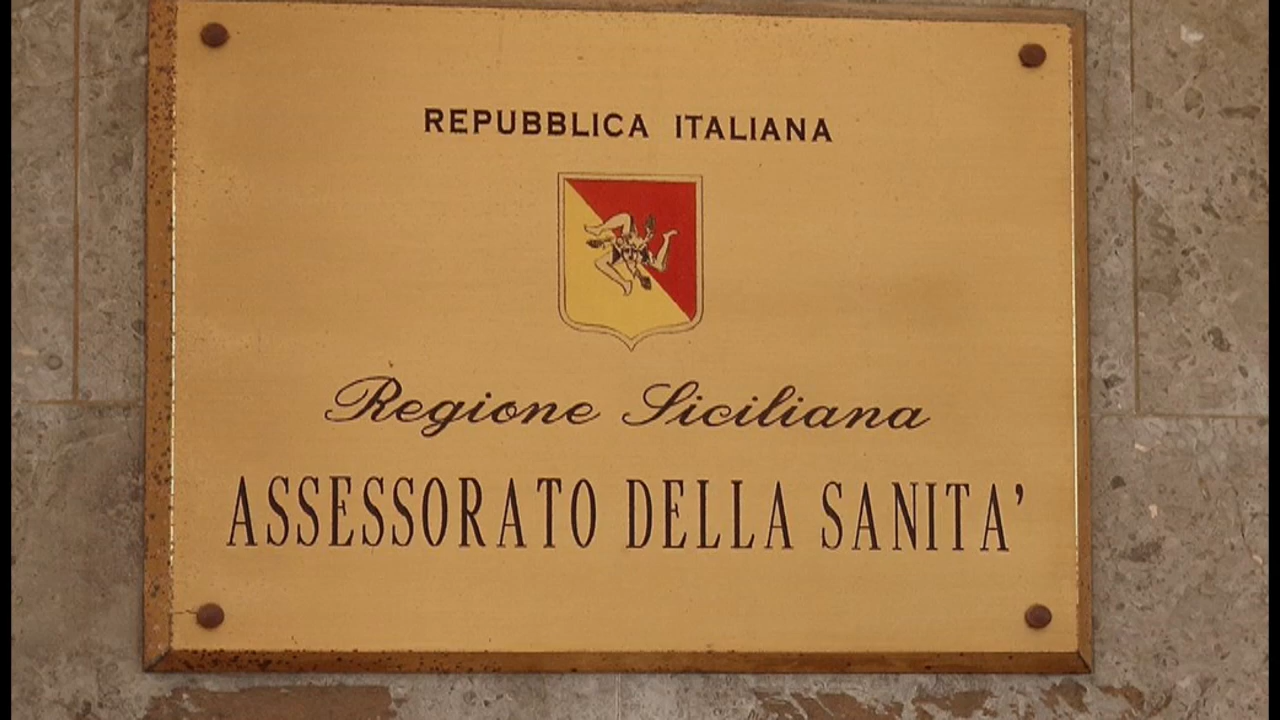 REPUBBLICA ITALIANA
Regione Siciliana
ASSESSORATO DELLA SANITA'